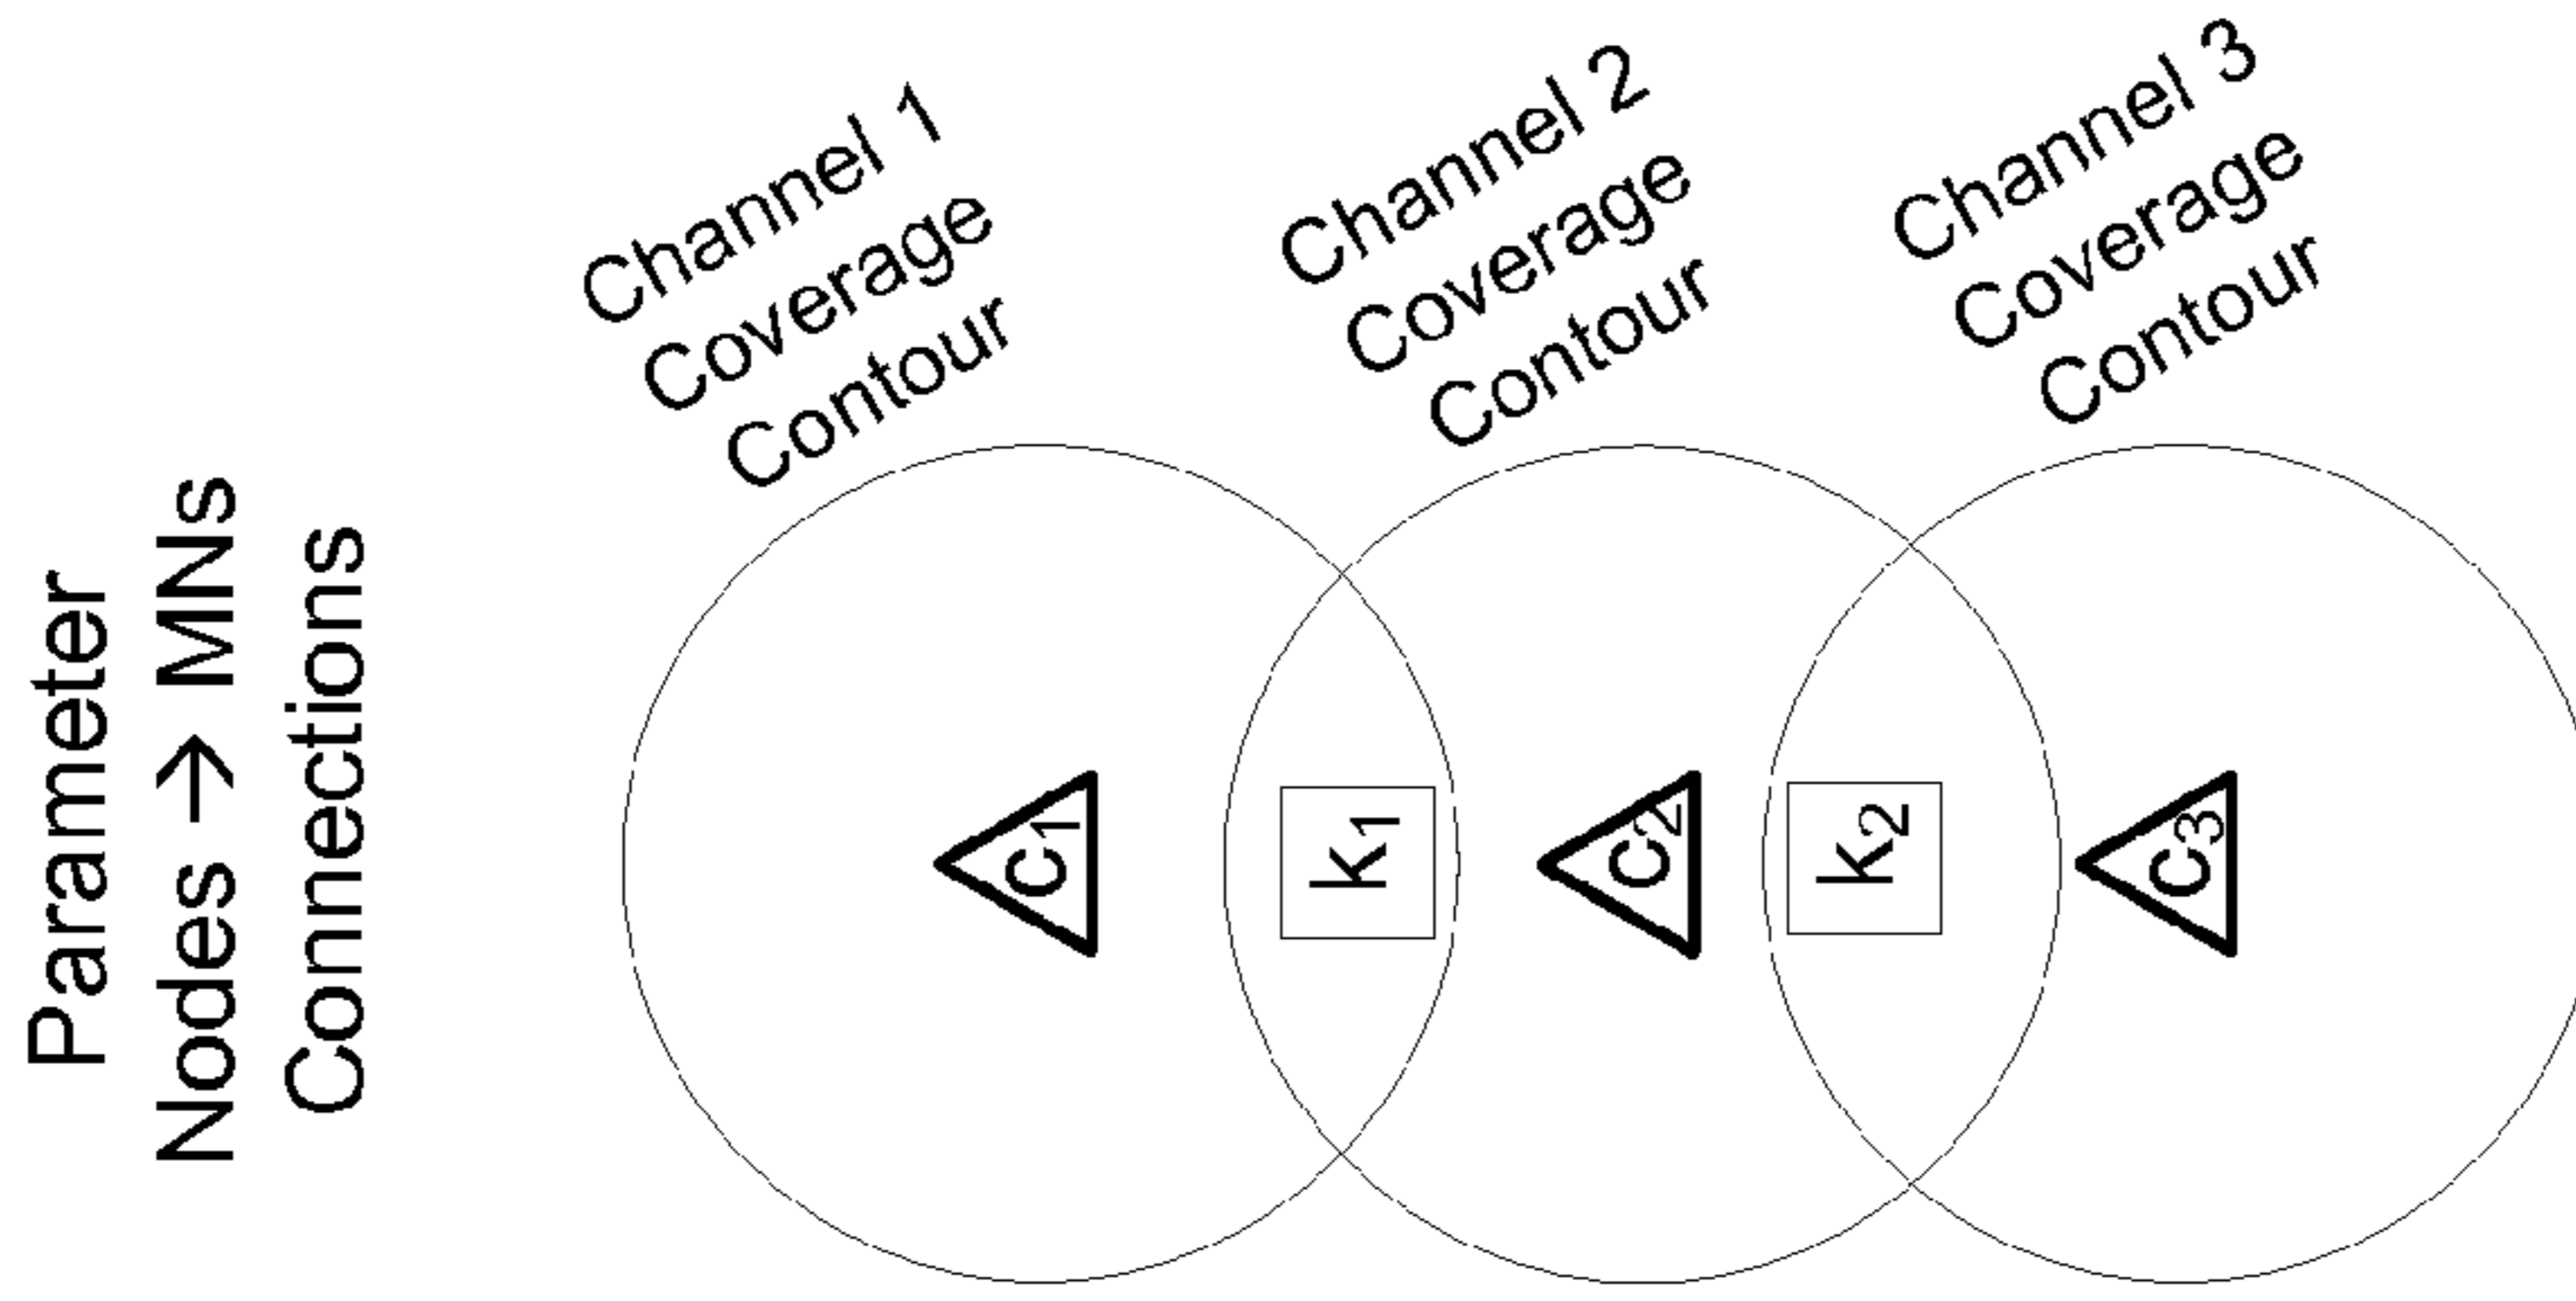 Parameter
Nodes → MNs
Connections
Channel 1
Coverage
Contour
Channel 2
Coverage
Contour
Channel 3
Coverage
Contour
C1
k1
C2
k2
C3